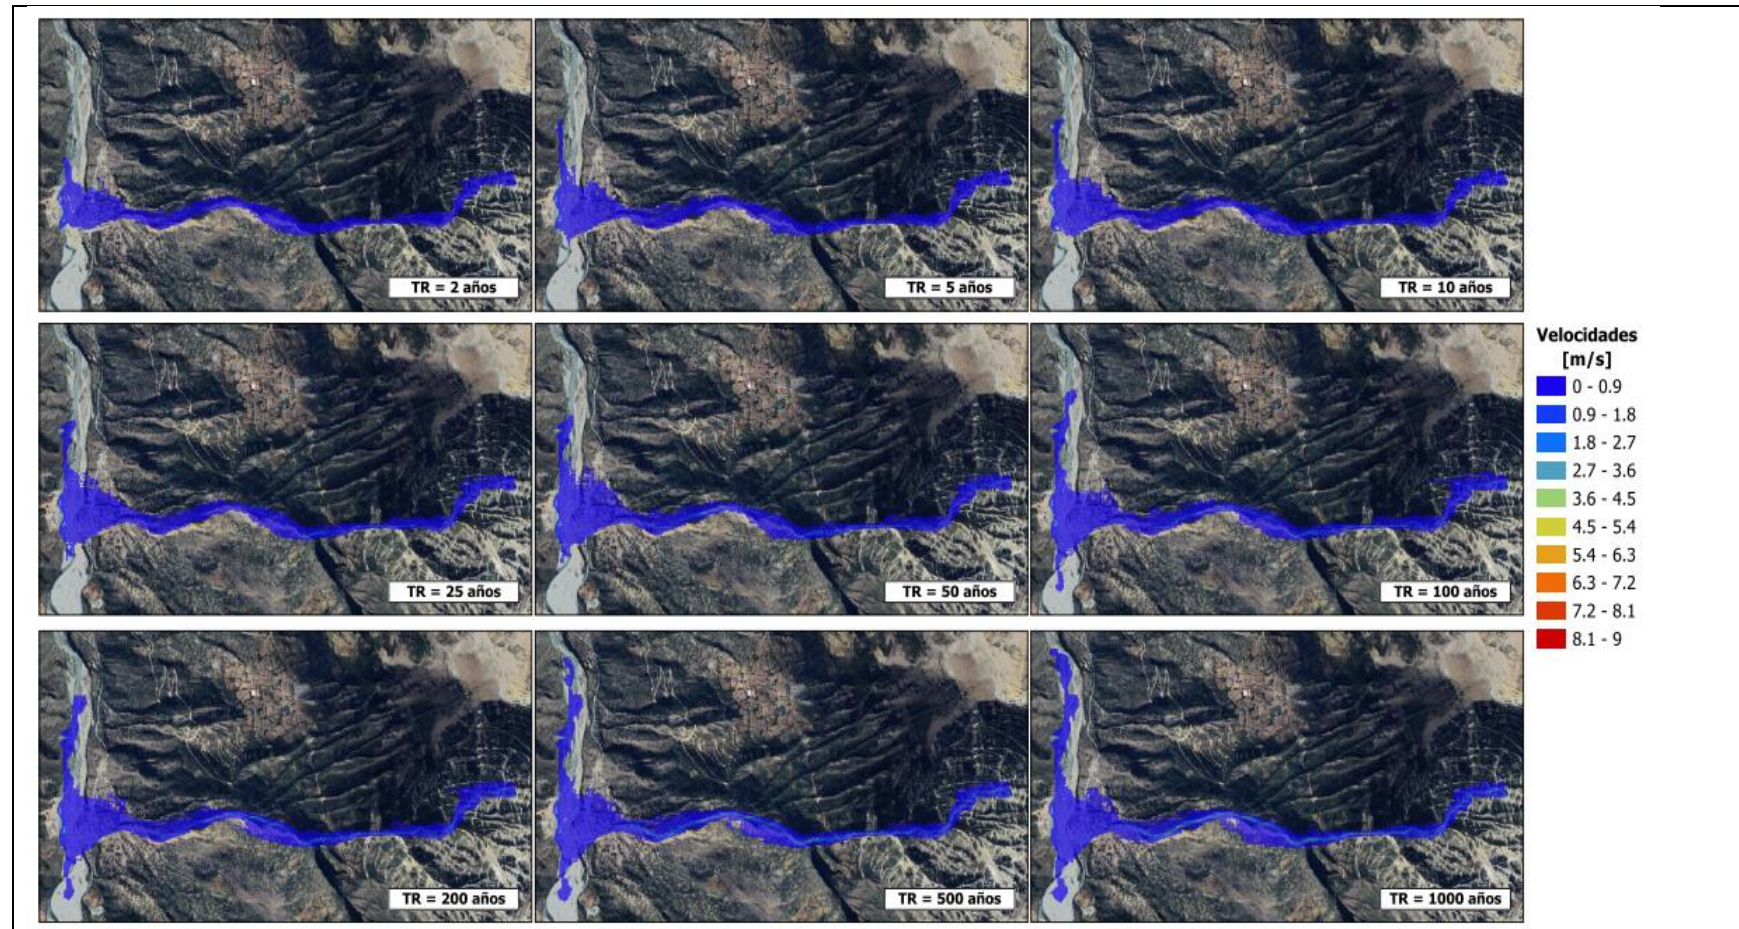 TR = 2 años
TR = 5 años
TR = 10 años
TR = 25 años
TR = 50 años
TR = 100 años
Velocidades
[m/s]
0 - 0.9
0.9 - 1.8
1.8 - 2.7
2.7 - 3.6
3.6 - 4.5
4.5 - 5.4
5.4 - 6.3
6.3 - 7.2
7.2 - 8.1
8.1 - 9
TR = 200 años
TR = 500 años
TR = 1000 años